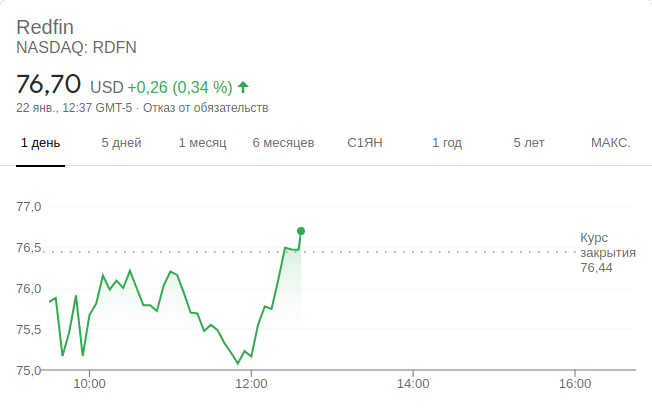 Redfin
NASDAQ: RDFN
76,70 USD +0,26 (0,34 %)
22 янв., 12:37 GMT-5 · Отказ от обязательств
1 день 5 дней 1 месяц 6 месяцев С1ЯН 1 год 5 лет МАКС.
77,0
76,5
76,0
75,5
75,0
Курс
закрытия
76,44
10:00 12:00 14:00 16:00